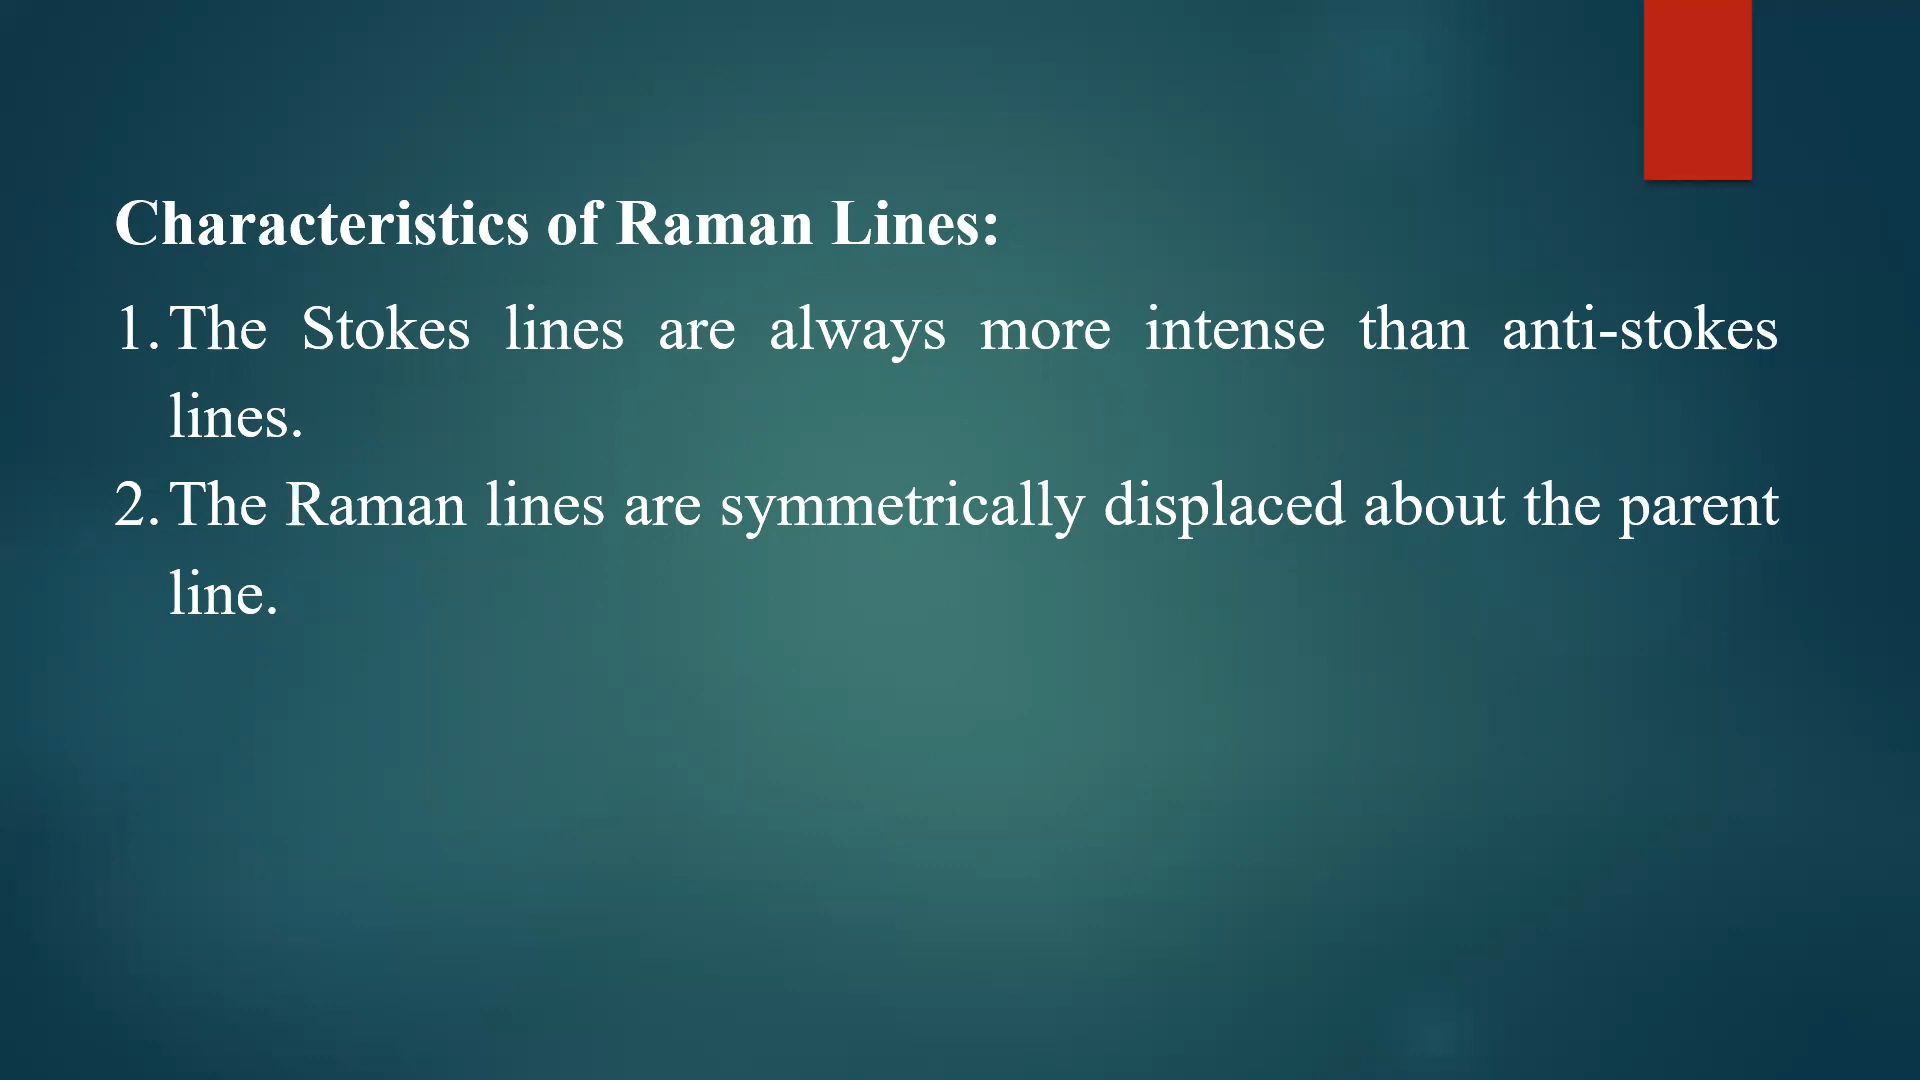 Characteristics of Raman Lines:
1. The Stokes lines are always more intense than anti-stokes
lines.
2. The Raman lines are symmetrically displaced about the parent
line.